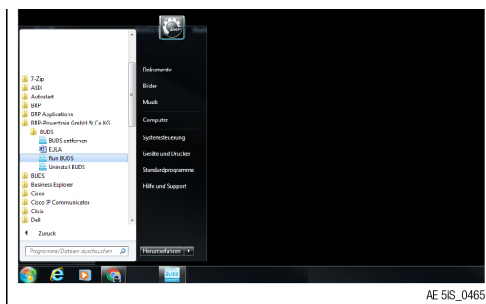 7-Zip
ASIX
Autostart
BRP
BRP Applications
BRP-Powertrain GmbH & Co KG
BUDS
BUDS entfernen
EULA
Run BUDS
Uninstall BUDS
BUDS
Business Explorer
Cisco
Cisco IP Communicator
Citrix
Dell
Zurück
Programme/Dateien durchsuchen
Dokumente
Bilder
Musik
Computer
Systemsteuerung
Geräte und Drucker
Standardprogramme
Hilfe und Support
Herunterfahren
BUDS
AE 5iS_0465